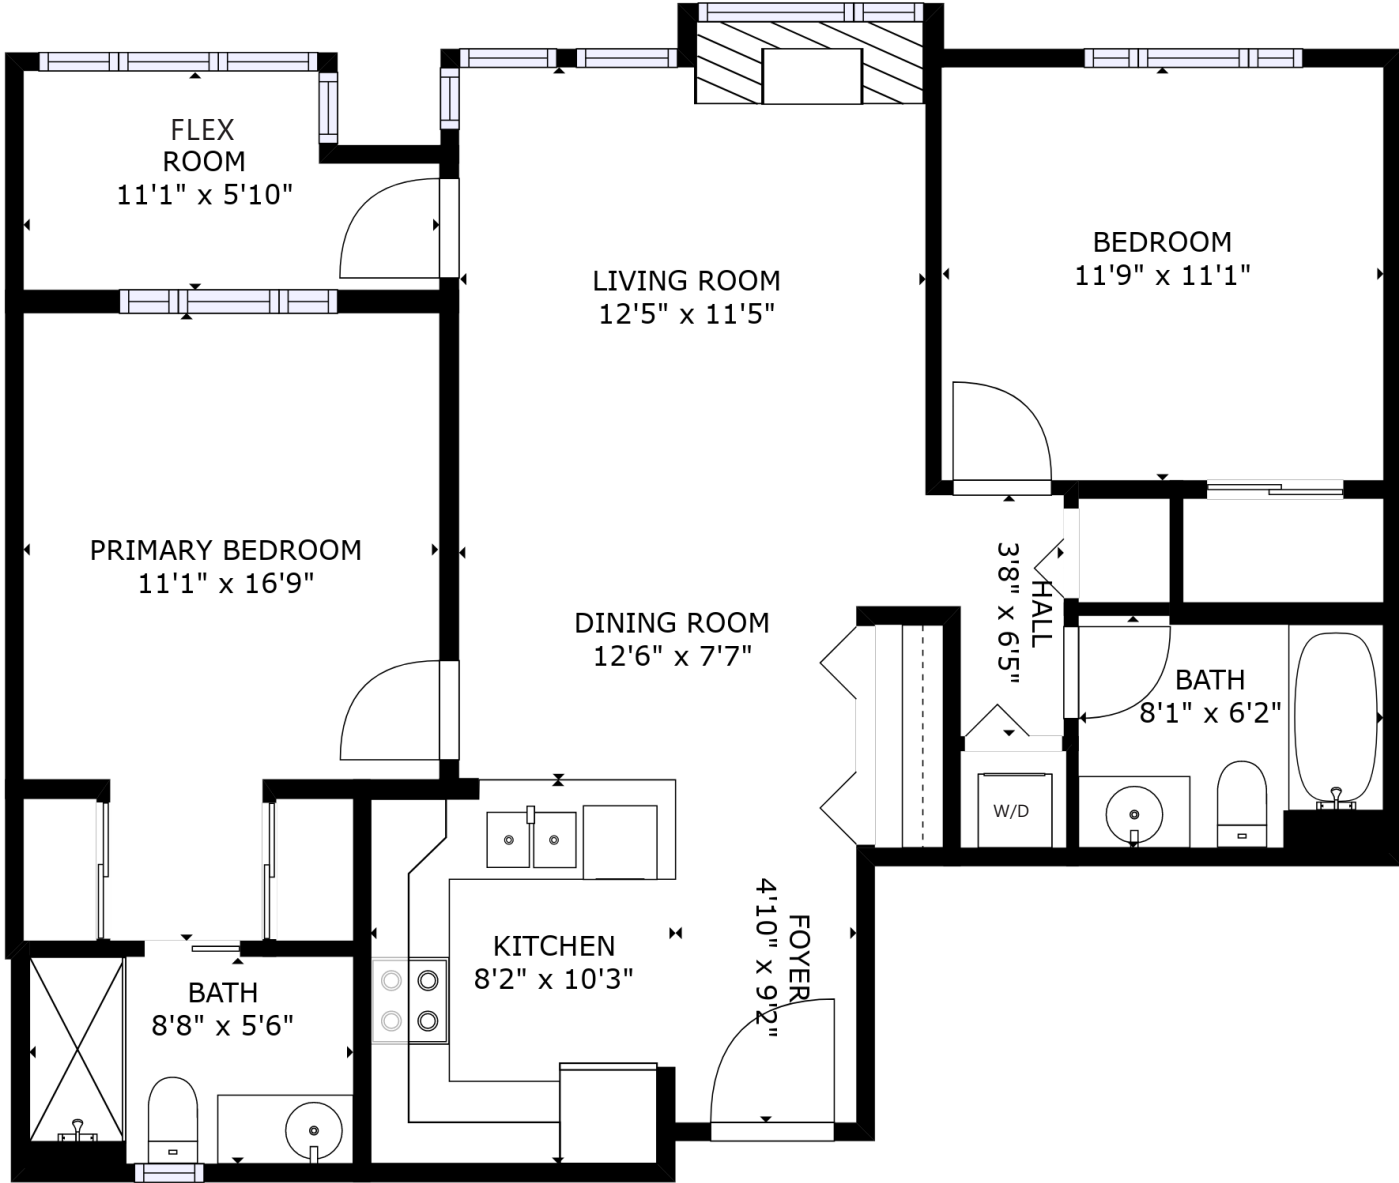 FLEX
ROOM
11'1" x 5'10"
LIVING ROOM
12'5" x 11'5"
BEDROOM
11'9" x 11'1"
PRIMARY BEDROOM
11'1" x 16'9"
DINING ROOM
12'6" x 7'7"
HALL
3'8" x 6'5"
BATH
8'1" x 6'2"
W/D
KITCHEN
8'2" x 10'3"
FOYER
4'10" x 9'2"
BATH
8'8" x 5'6"